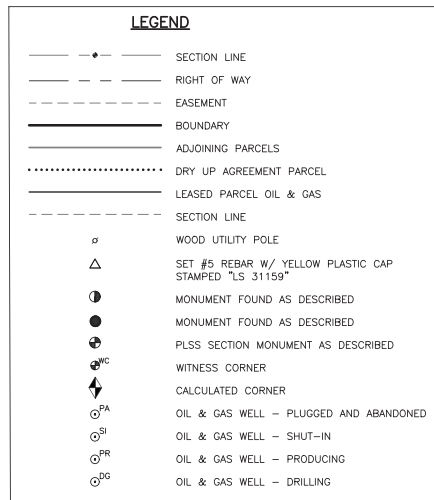 LEGEND
SECTION LINE
RIGHT OF WAY
EASEMENT
BOUNDARY
ADJOINING PARCELS
DRY UP AGREEMENT PARCEL
LEASED PARCEL OIL & GAS
SECTION LINE
WOOD UTILITY POLE
SET #5 REBAR W/ YELLOW PLASTIC CAP
STAMPED "LS 31159"
MONUMENT FOUND AS DESCRIBED
MONUMENT FOUND AS DESCRIBED
PLSS SECTION MONUMENT AS DESCRIBED
WC WITNESS CORNER
CALCULATED CORNER
PA OIL & GAS WELL – PLUGGED AND ABANDONED
SI OIL & GAS WELL – SHUT–IN
PR OIL & GAS WELL – PRODUCING
DG OIL & GAS WELL – DRILLING